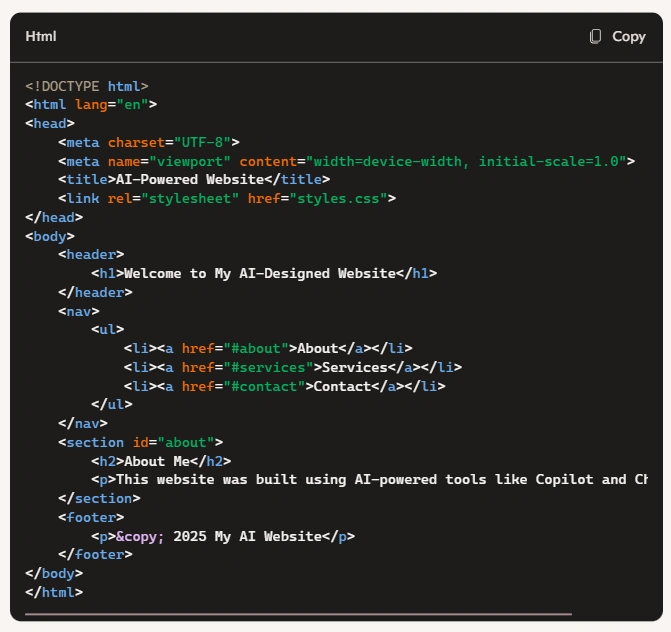 Html
Copy
<!DOCTYPE html>
<html lang="en">
<head>
    <meta charset="UTF-8">
    <meta name="viewport" content="width=device-width, initial-scale=1.0">
    <title>AI-Powered Website</title>
    <link rel="stylesheet" href="styles.css">
</head>
<body>
    <header>
        <h1>Welcome to My AI-Designed Website</h1>
    </header>
    <nav>
        <ul>
            <li><a href="#about">About</a></li>
            <li><a href="#services">Services</a></li>
            <li><a href="#contact">Contact</a></li>
        </ul>
    </nav>
    <section id="about">
        <h2>About Me</h2>
        <p>This website was built using AI-powered tools like Copilot and
    </section>
    <footer>
        <p>&copy; 2025 My AI Website</p>
    </footer>
</body>
</html>